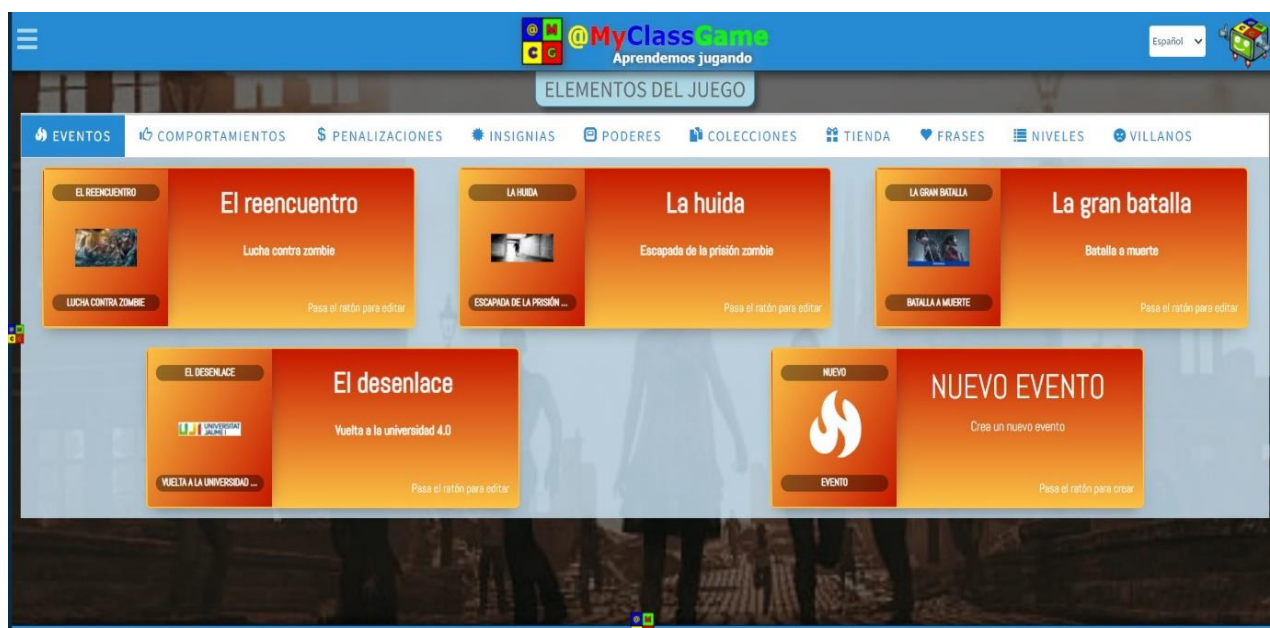 @MyClassGame
Aprendemos jugando
Español
ELEMENTOS DEL JUEGO
EVENTOS COMPORTAMIENTOS PENALIZACIONES INSIGNIAS PODERES COLECCIONES TIENDA FRASES NIVELES VILLANOS
EL REENCUENTRO
El reencuentro
Lucha contra zombie
LUCHA CONTRA ZOMBIE
Pasa el ratón para editar
LA HUIDA
La huida
Escapada de la prisión zombie
ESCAPADA DE LA PRISIÓN ...
Pasa el ratón para editar
LA GRAN BATALLA
La gran batalla
Batalla a muerte
BATALLA A MUERTE
Pasa el ratón para editar
EL DESENLACE
El desenlace
UJI UNIVERSITAT
JAUME I
Vuelta a la universidad 4.0
VUELTA A LA UNIVERSIDAD ...
Pasa el ratón para editar
NUEVO
NUEVO EVENTO
Crea un nuevo evento
EVENTO
Pasa el ratón para crear